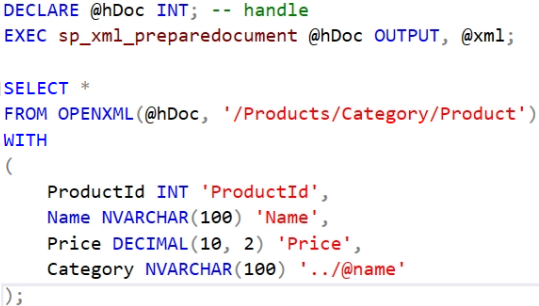 DECLARE @hDoc INT; -- handle
EXEC sp_xml_preparedocument @hDoc OUTPUT, @xml;
SELECT *
FROM OPENXML(@hDoc, '/Products/Category/Product')
WITH
(
    ProductId INT 'ProductId',
    Name NVARCHAR(100) 'Name',
    Price DECIMAL(10, 2) 'Price',
    Category NVARCHAR(100) '../@name'
);